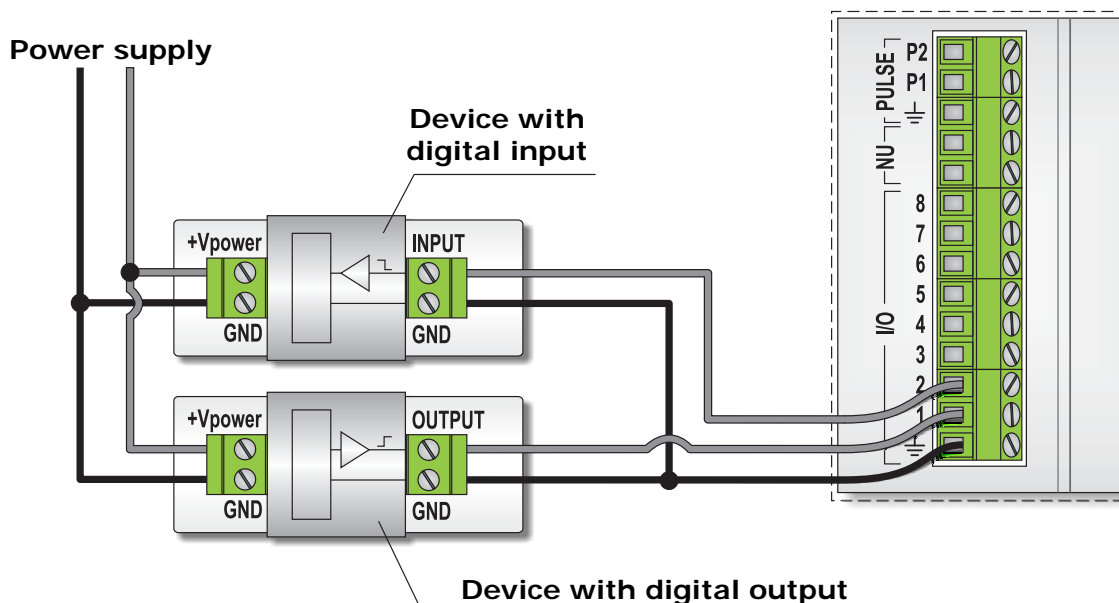 Power supply
Device with
digital input
+Vpower
INPUT
GND
GND
+Vpower
OUTPUT
GND
GND
Device with digital output
PULSE
P2
P1
NU
I/O
8
7
6
5
4
3
2
1